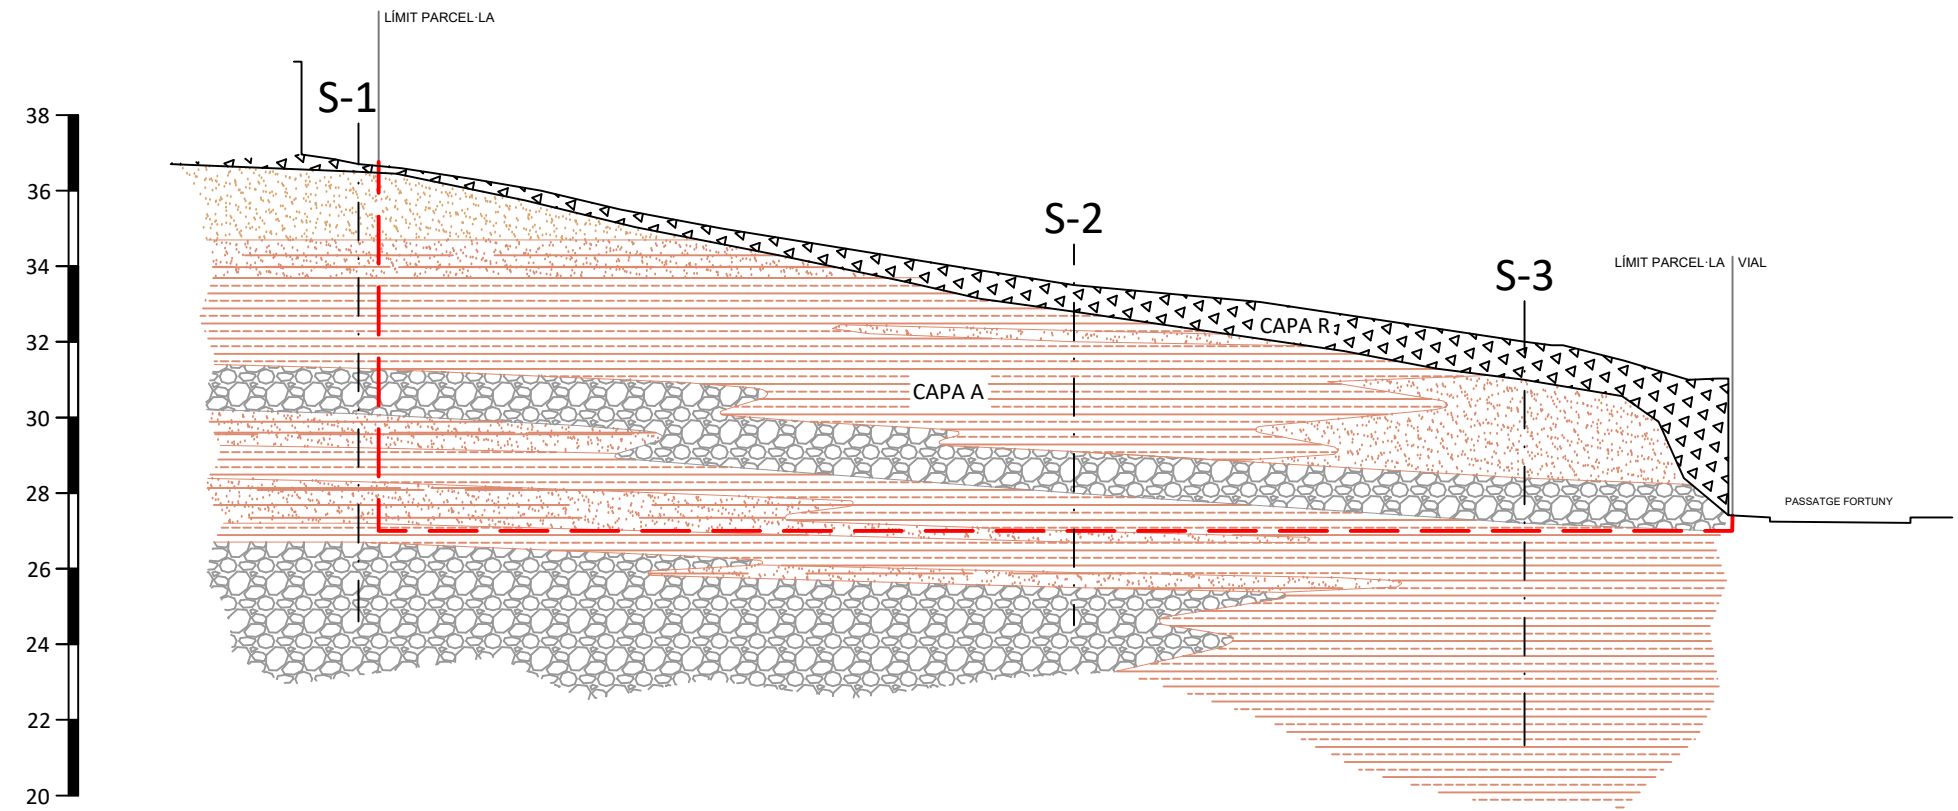 LÍMIT PARCEL·LA
S-1
38
36
S-2
34
LÍMIT PARCEL·LA
VIAL
S-3
32
CAPA R
CAPA A
30
28
PASSATGE FORTUNY
26
24
22
20